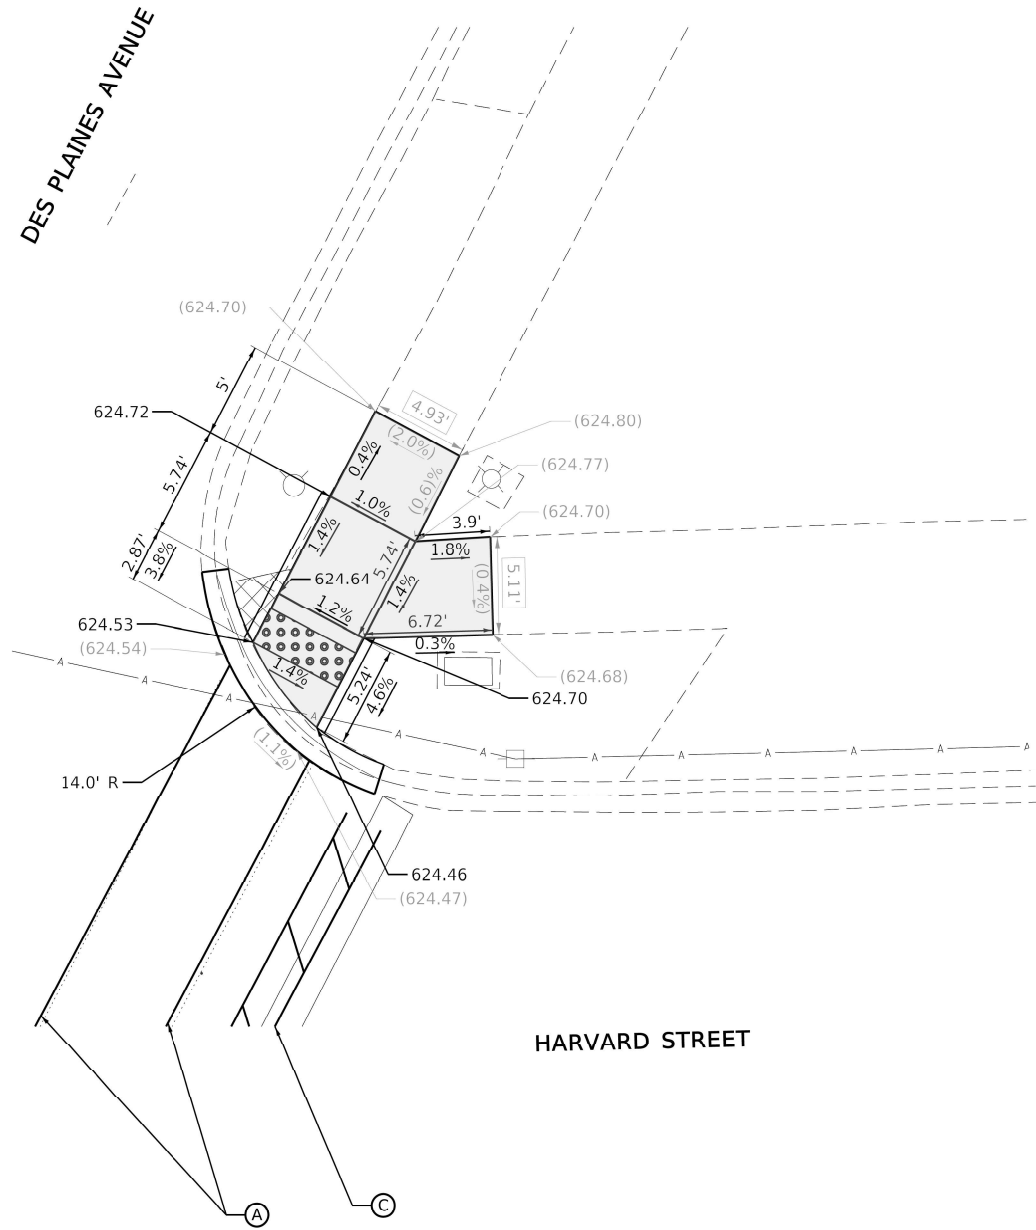 DES PLAINES AVENUE
(624.70)
5'
624.72
4.93'
(2.0%)
(624.80)
0.4%
(0.6)%
(624.77)
5.74'
1.0%
(624.70)
3.9'
1.4%
1.8%
5.74'
2.87'
3.8%
1.4%
(0.4%)
5.11'
624.64
1.2%
6.72'
624.53
0.3%
(624.54)
1.4%
5.24'
4.6%
(624.68)
624.70
A
A
A
A
A
A
A
A
A
A
A
(1.1%)
14.0' R
624.46
(624.47)
HARVARD STREET
A
C